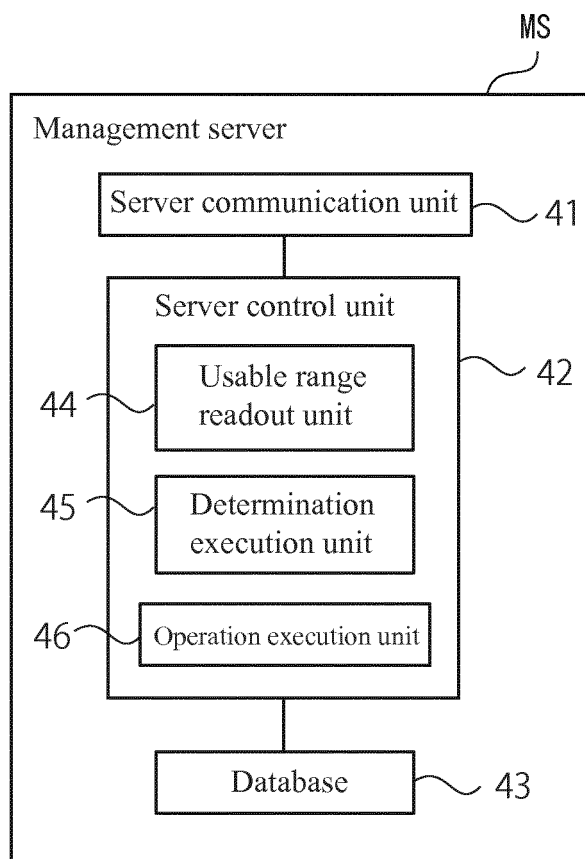 MS
Management server
Server communication unit
41
Server control unit
42
44
Usable range
readout unit
45
Determination
execution unit
46
Operation execution unit
Database
43